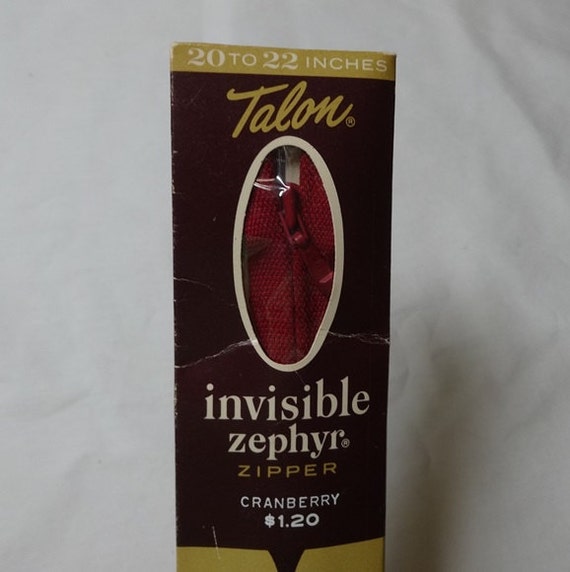 20 TO 22 INCHES
Talon®
invisible
zephyr®
ZIPPER
CRANBERRY
$1.20